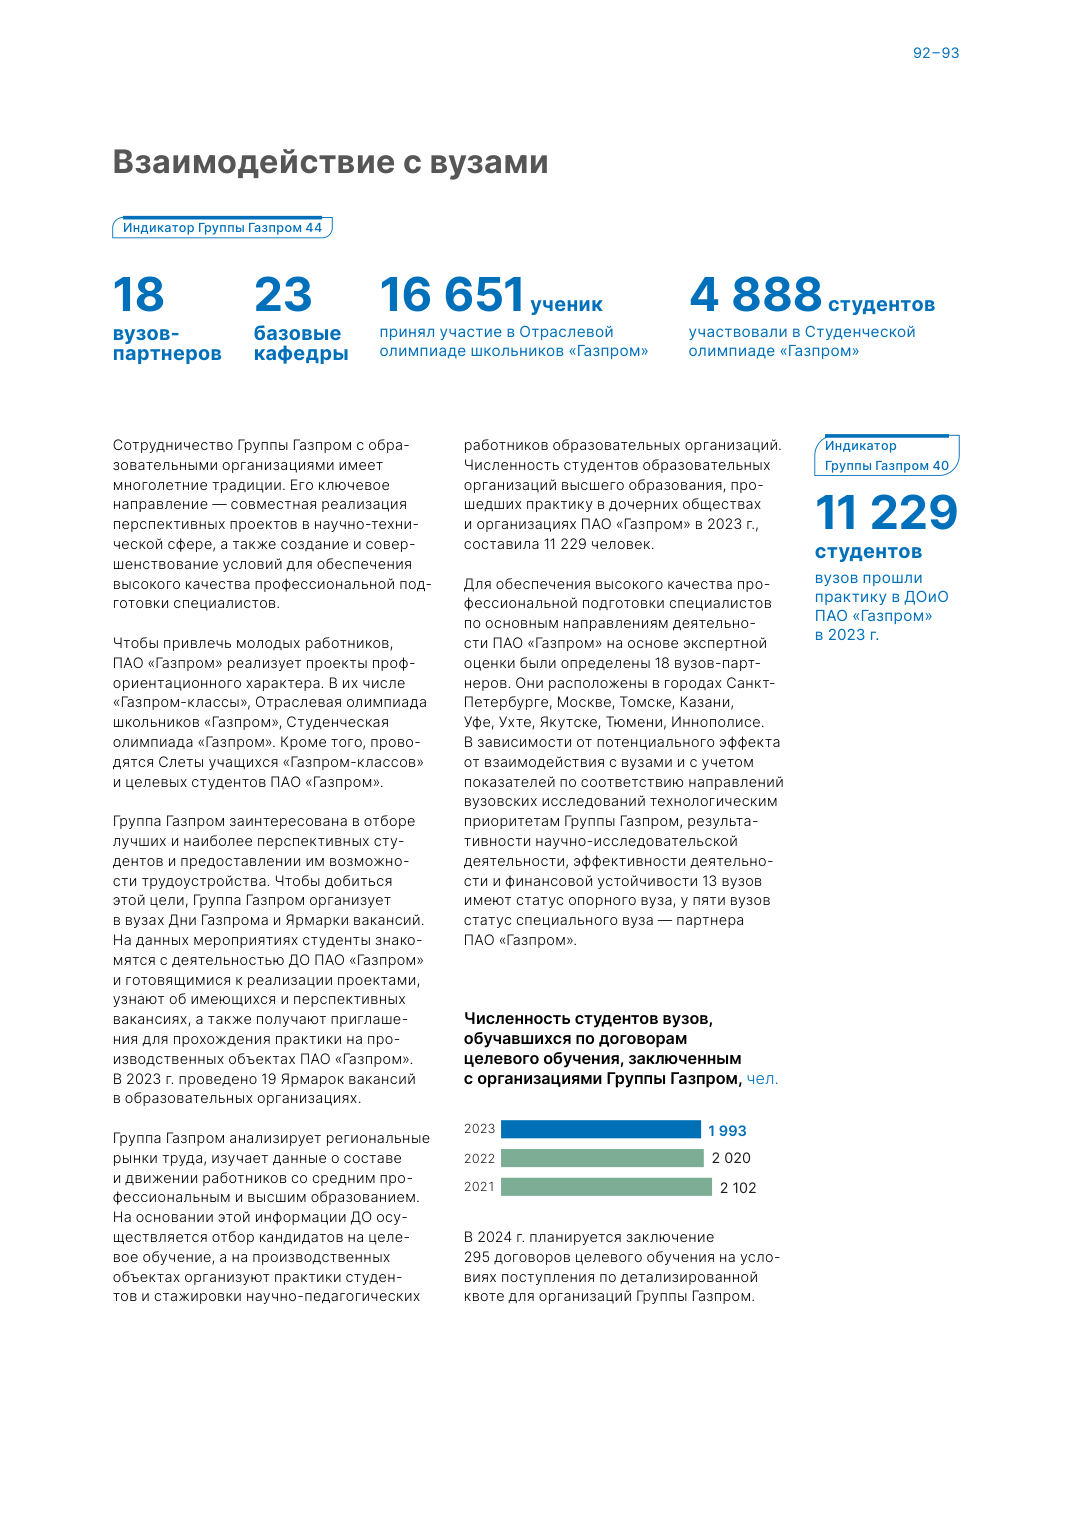 92–93
Взаимодействие с вузами
Индикатор Группы Газпром 44
18
вузов-
партнеров
23
базовые
кафедры
16 651 ученик
принял участие в Отраслевой
олимпиаде школьников «Газпром»
4 888 студентов
участвовали в Студенческой
олимпиаде «Газпром»
Сотрудничество Группы Газпром с обра-
зовательными организациями имеет
многолетние традиции. Его ключевое
направление — совместная реализация
перспективных проектов в научно-техни-
ческой сфере, а также создание и совер-
шенствование условий для обеспечения
высокого качества профессиональной под-
готовки специалистов.
Чтобы привлечь молодых работников,
ПАО «Газпром» реализует проекты проф-
ориентационного характера. В их числе
«Газпром-классы», Отраслевая олимпиада
школьников «Газпром», Студенческая
олимпиада «Газпром». Кроме того, прово-
дятся Слеты учащихся «Газпром-классов»
и целевых студентов ПАО «Газпром».
Группа Газпром заинтересована в отборе
лучших и наиболее перспективных сту-
дентов и предоставлении им возможно-
сти трудоустройства. Чтобы добиться
этой цели, Группа Газпром организует
в вузах Дни Газпрома и Ярмарки вакансий.
На данных мероприятиях студенты знако-
мятся с деятельностью ДО ПАО «Газпром»
и готовящимися к реализации проектами,
узнают об имеющихся и перспективных
вакансиях, а также получают приглаше-
ния для прохождения практики на про-
изводственных объектах ПАО «Газпром».
В 2023 г. проведено 19 Ярмарок вакансий
в образовательных организациях.
Группа Газпром анализирует региональные
рынки труда, изучает данные о составе
и движении работников со средним про-
фессиональным и высшим образованием.
На основании этой информации ДО осу-
ществляется отбор кандидатов на целе-
вое обучение, а на производственных
объектах организуют практики студен-
тов и стажировки научно-педагогических
работников образовательных организаций.
Численность студентов образовательных
организаций высшего образования, про-
шедших практику в дочерних обществах
и организациях ПАО «Газпром» в 2023 г.,
составила 11 229 человек.
Для обеспечения высокого качества про-
фессиональной подготовки специалистов
по основным направлениям деятельно-
сти ПАО «Газпром» на основе экспертной
оценки были определены 18 вузов-парт-
неров. Они расположены в городах Санкт-
Петербурге, Москве, Томске, Казани,
Уфе, Ухте, Якутске, Тюмени, Иннополисе.
В зависимости от потенциального эффекта
от взаимодействия с вузами и с учетом
показателей по соответствию направлений
вузовских исследований технологическим
приоритетам Группы Газпром, результа-
тивности научно-исследовательской
деятельности, эффективности деятельно-
сти и финансовой устойчивости 13 вузов
имеют статус опорного вуза, у пяти вузов
статус специального вуза — партнера
ПАО «Газпром».
Численность студентов вузов,
обучавшихся по договорам
целевого обучения, заключенным
с организациями Группы Газпром, чел.
2023 1 993
2022 2 020
2021 2 102
В 2024 г. планируется заключение
295 договоров целевого обучения на усло-
виях поступления по детализированной
квоте для организаций Группы Газпром.
Индикатор
Группы Газпром 40
11 229
студентов
вузов прошли
практику в ДОиО
ПАО «Газпром»
в 2023 г.